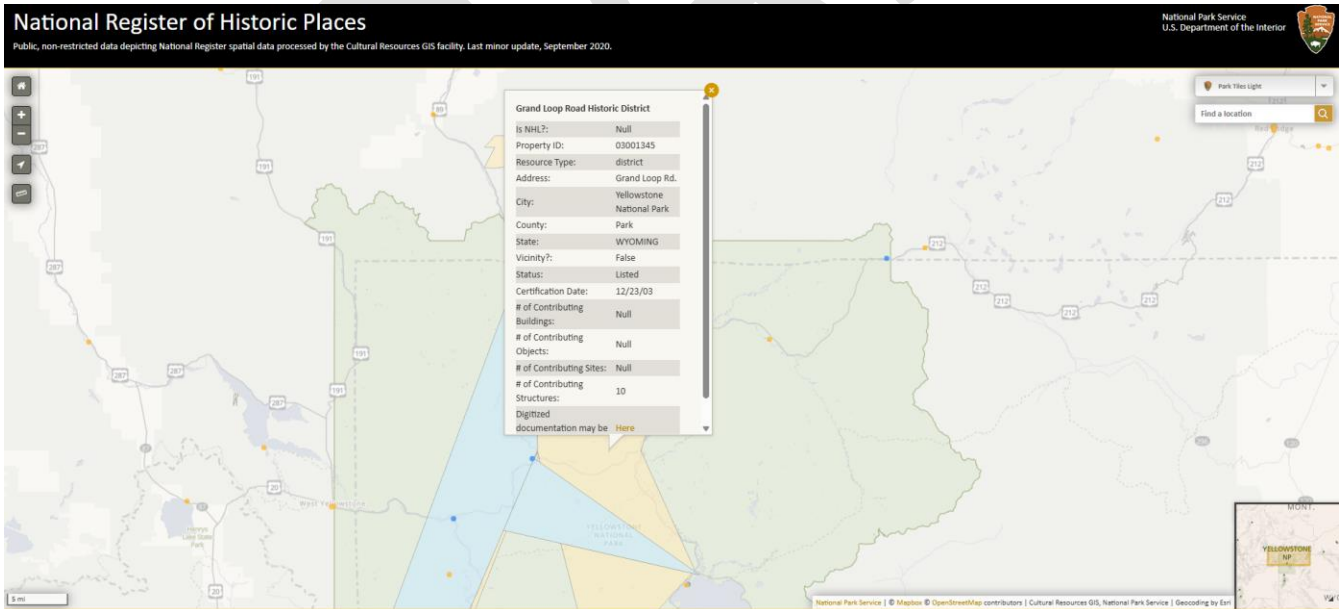 National Register of Historic Places
Public, non-restricted data depicting National Register spatial data processed by the Cultural Resources GIS facility. Last minor update, September 2020.
National Park Service
U.S. Department of the Interior
Park Tiles Light
Find a location
Grand Loop Road Historic District
Is NHL?: Null
Property ID: 03001345
Resource Type: district
Address: Grand Loop Rd.
City: Yellowstone
National Park
County: Park
State: WYOMING
Vicinity?: False
Status: Listed
Certification Date: 12/23/03
# of Contributing
Buildings: Null
# of Contributing
Objects: Null
# of Contributing Sites: Null
# of Contributing
Structures: 10
Digitized
documentation may be Here
191
89
287
191
212
212
191
212
287
212
212
212
212
191
287
287
191
287
20
West Yellowstone
Henrys
Lake State
Park
YELLOWSTONE
NATIONAL
PARK
20
MONT.
YELLOWSTONE
NP
5 mi
National Park Service | © Mapbox © OpenStreetMap contributors | Cultural Resources GIS, National Park Service | Geocoding by Esri